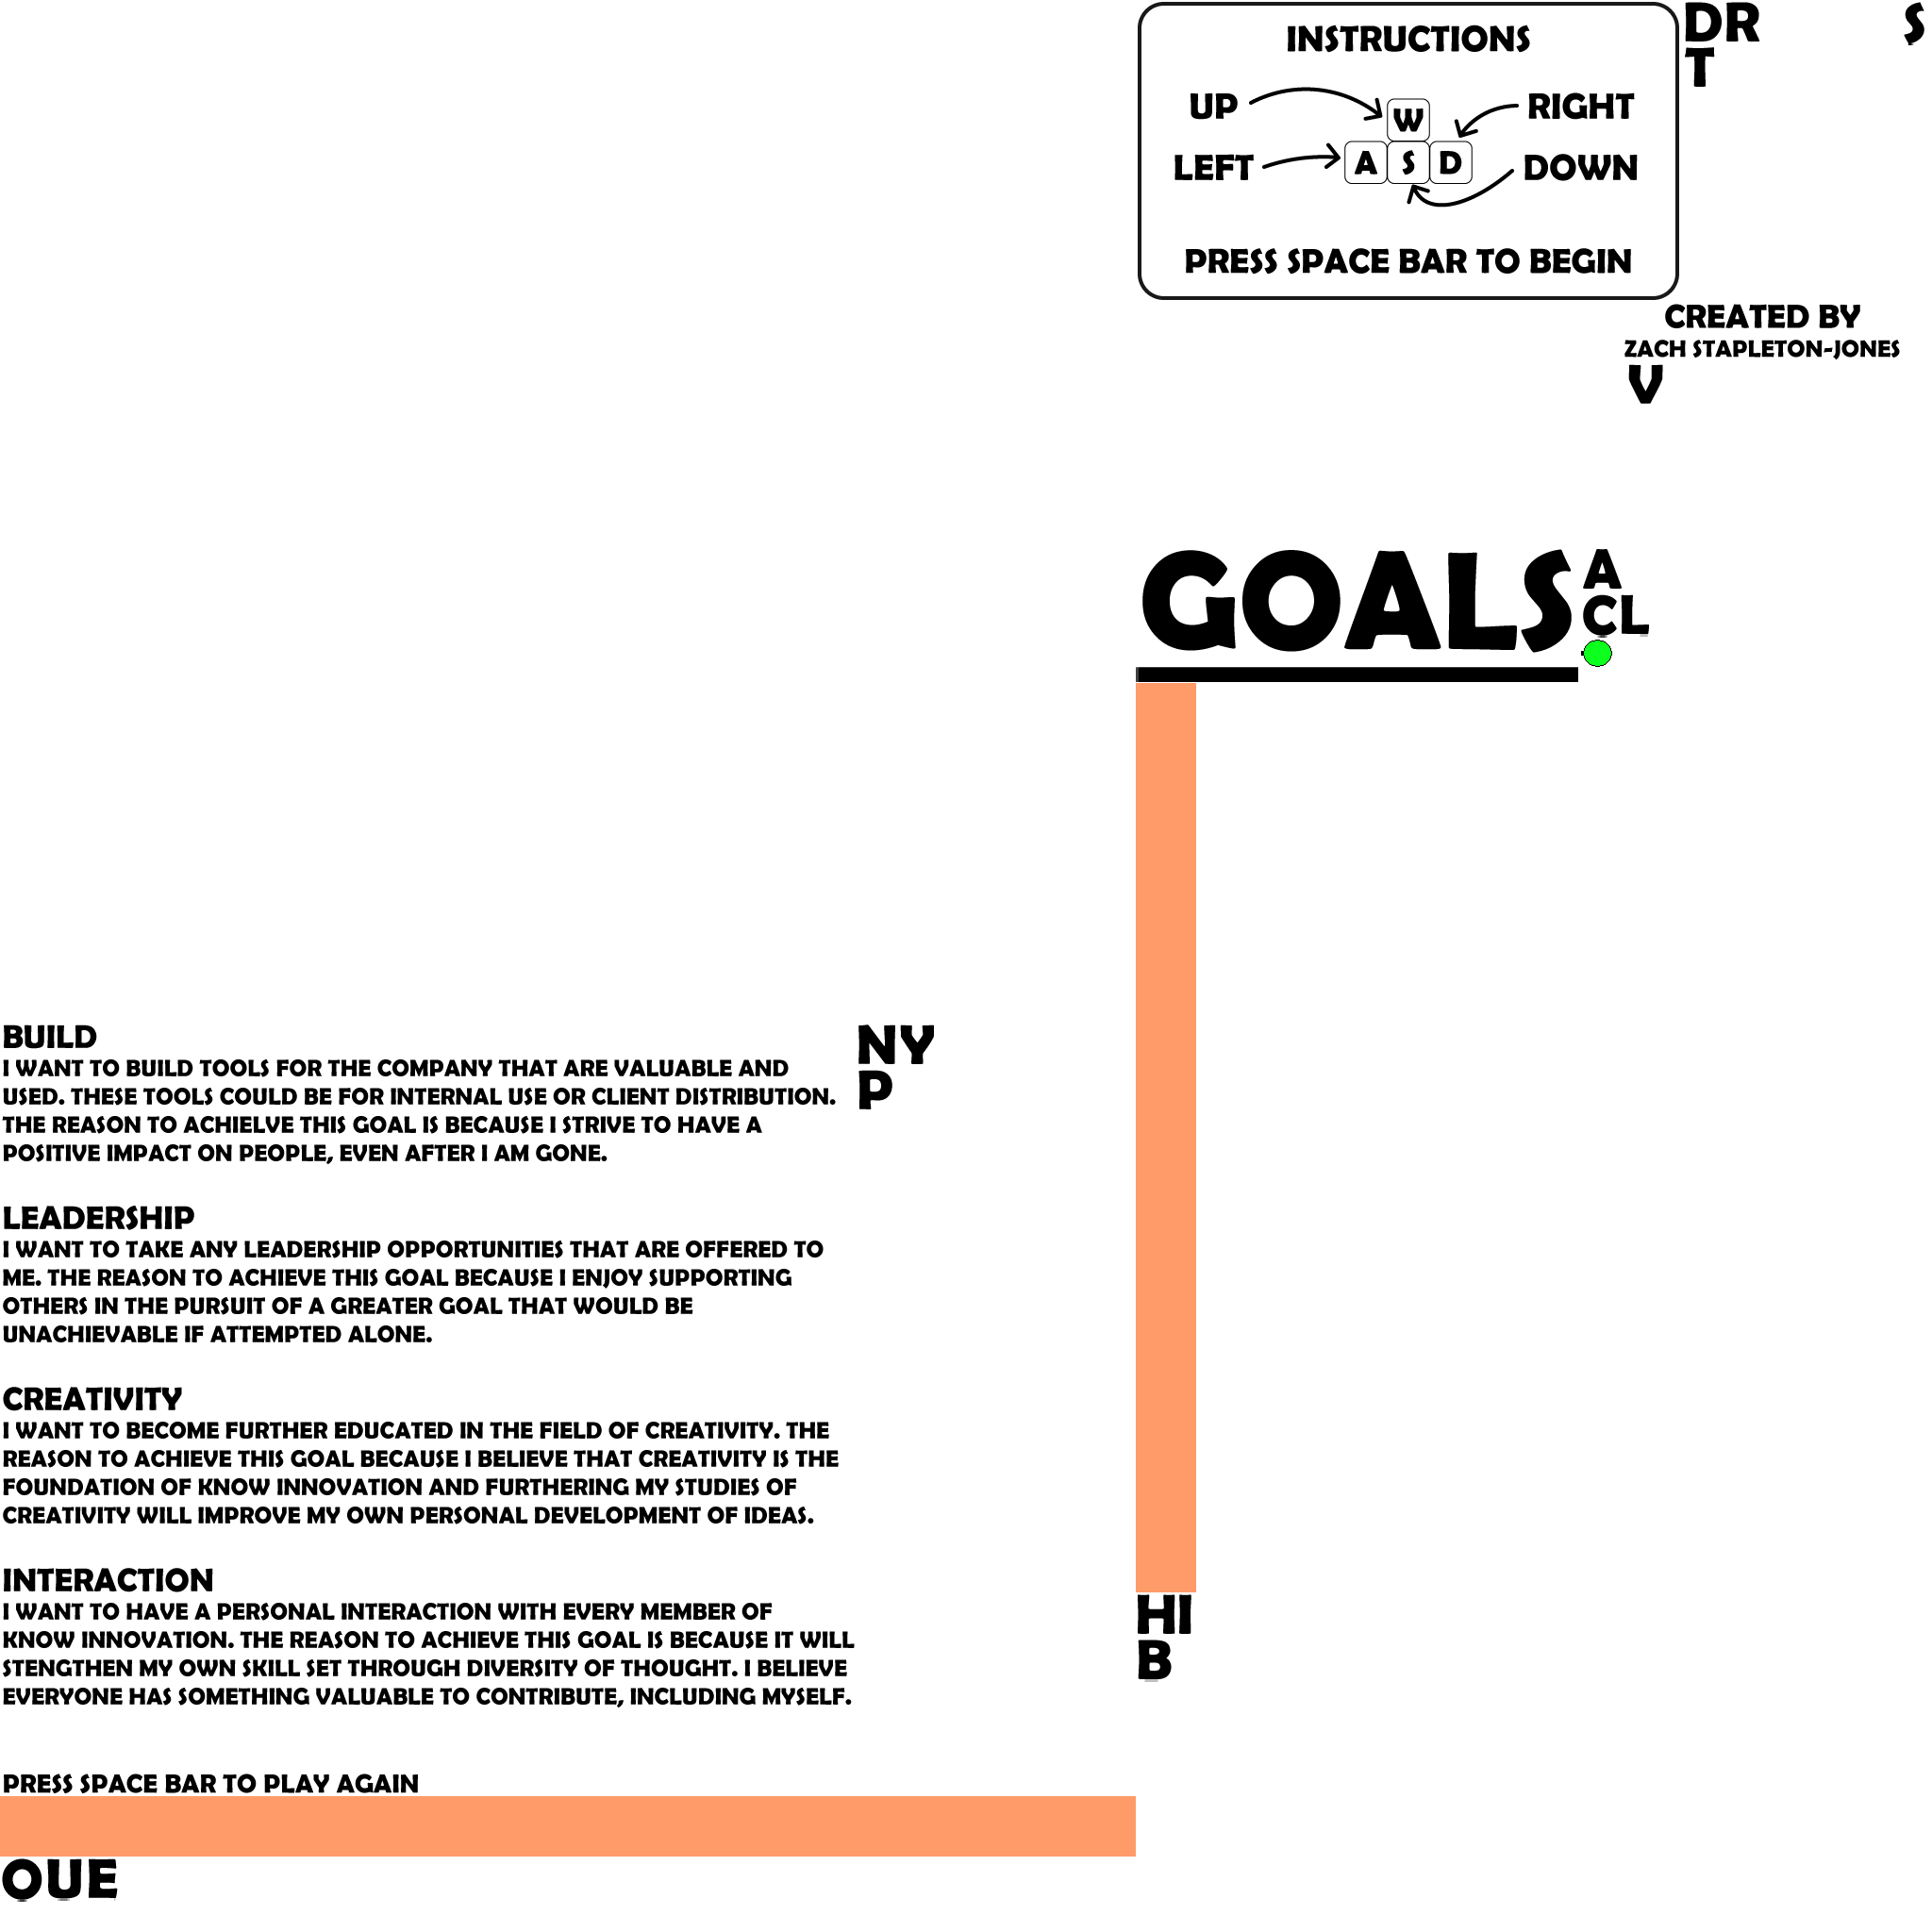 INSTRUCTIONS
UP
W
RIGHT
LEFT
A S D
DOWN
PRESS SPACE BAR TO BEGIN
DR
S
T
CREATED BY
ZACH STAPLETON-JONES
V
GOALS
A
CL
BUILD
I WANT TO BUILD TOOLS FOR THE COMPANY THAT ARE VALUABLE AND
USED. THESE TOOLS COULD BE FOR INTERNAL USE OR CLIENT DISTRIBUTION.
THE REASON TO ACHIELVE THIS GOAL IS BECAUSE I STRIVE TO HAVE A
POSITIVE IMPACT ON PEOPLE, EVEN AFTER I AM GONE.
NY
P
LEADERSHIP
I WANT TO TAKE ANY LEADERSHIP OPPORTUNITIES THAT ARE OFFERED TO
ME. THE REASON TO ACHIEVE THIS GOAL BECAUSE I ENJOY SUPPORTING
OTHERS IN THE PURSUIT OF A GREATER GOAL THAT WOULD BE
UNACHIEVABLE IF ATTEMPTED ALONE.
CREATIVITY
I WANT TO BECOME FURTHER EDUCATED IN THE FIELD OF CREATIVITY. THE
REASON TO ACHIEVE THIS GOAL BECAUSE I BELIEVE THAT CREATIVITY IS THE
FOUNDATION OF KNOW INNOVATION AND FURTHERING MY STUDIES OF
CREATIVITY WILL IMPROVE MY OWN PERSONAL DEVELOPMENT OF IDEAS.
INTERACTION
I WANT TO HAVE A PERSONAL INTERACTION WITH EVERY MEMBER OF
KNOW INNOVATION. THE REASON TO ACHIEVE THIS GOAL IS BECAUSE IT WILL
STENGTHEN MY OWN SKILL SET THROUGH DIVERSITY OF THOUGHT. I BELIEVE
EVERYONE HAS SOMETHING VALUABLE TO CONTRIBUTE, INCLUDING MYSELF.
HI
B
PRESS SPACE BAR TO PLAY AGAIN
OUE